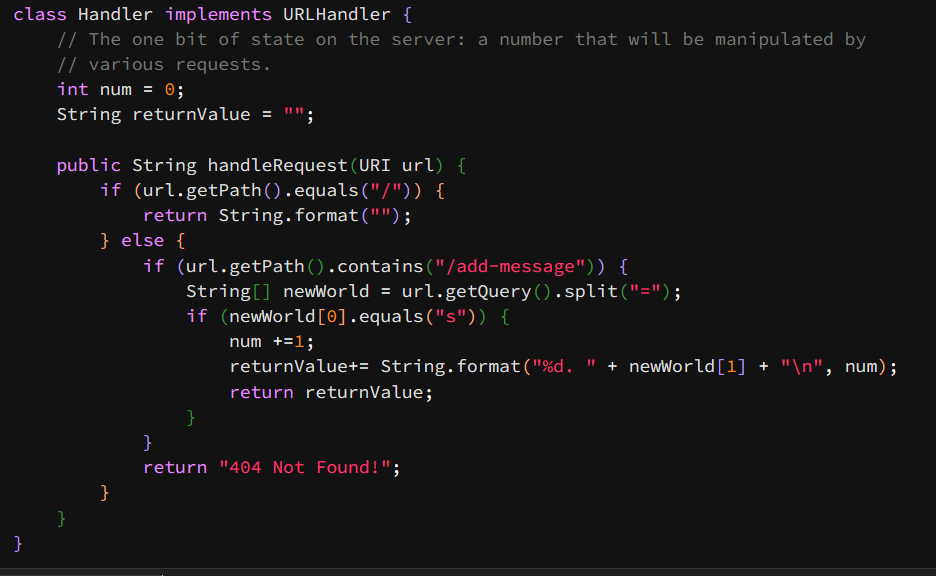 class Handler implements URLHandler {
    // The one bit of state on the server: a number that will be manipulated by
    // various requests.
    int num = 0;
    String returnValue = "";

    public String handleRequest(URI url) {
        if (url.getPath().equals("/")) {
            return String.format("");
        } else {
            if (url.getPath().contains("/add-message")) {
                String[] newWorld = url.getQuery().split("=");
                if (newWorld[0].equals("s")) {
                    num +=1;
                    returnValue+= String.format("%d. " + newWorld[1] + "\n", num);
                    return returnValue;
                }
            }
            return "404 Not Found!";
        }
    }
}